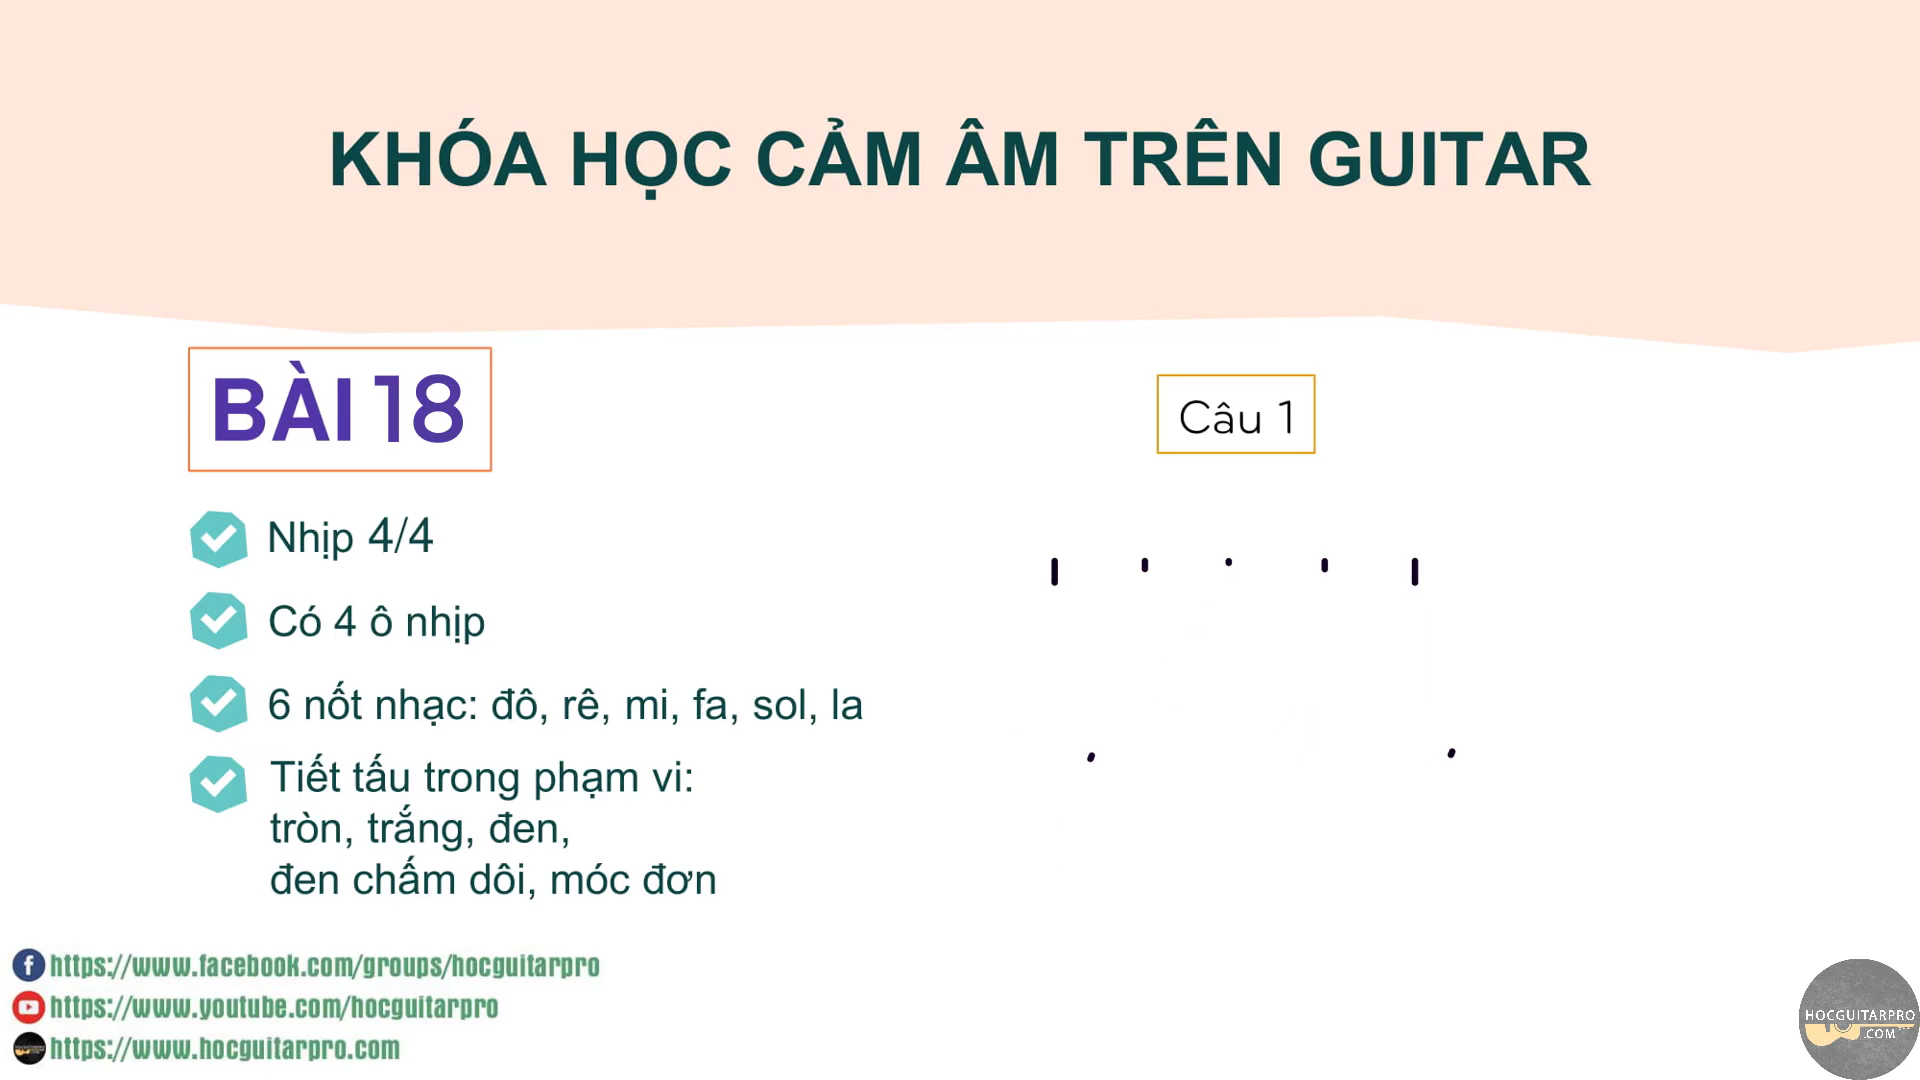 KHÓA HỌC CẢM ÂM TRÊN GUITAR
BÀI 18
Nhịp 4/4
Có 4 ô nhịp
6 nốt nhạc: đô, rê, mi, fa, sol, la
Tiết tấu trong phạm vi:
tròn, trắng, đen,
đen chấm dôi, móc đơn
Câu 1
https://www.facebook.com/groups/hocguitarpro
https://www.youtube.com/hocguitarpro
https://www.hocguitarpro.com
HOCGUITARPRO
.COM